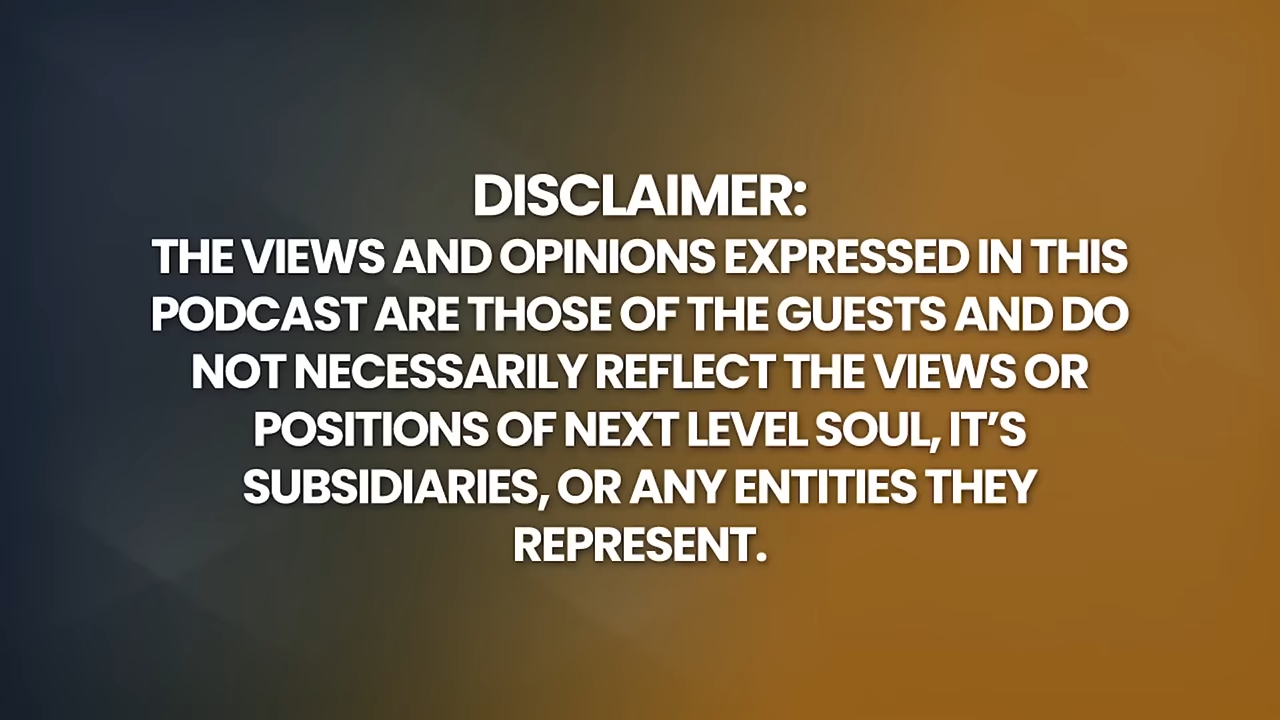 DISCLAIMER:
THE VIEWS AND OPINIONS EXPRESSED IN THIS
PODCAST ARE THOSE OF THE GUESTS AND DO
NOT NECESSARILY REFLECT THE VIEWS OR
POSITIONS OF NEXT LEVEL SOUL, IT’S
SUBSIDIARIES, OR ANY ENTITIES THEY
REPRESENT.